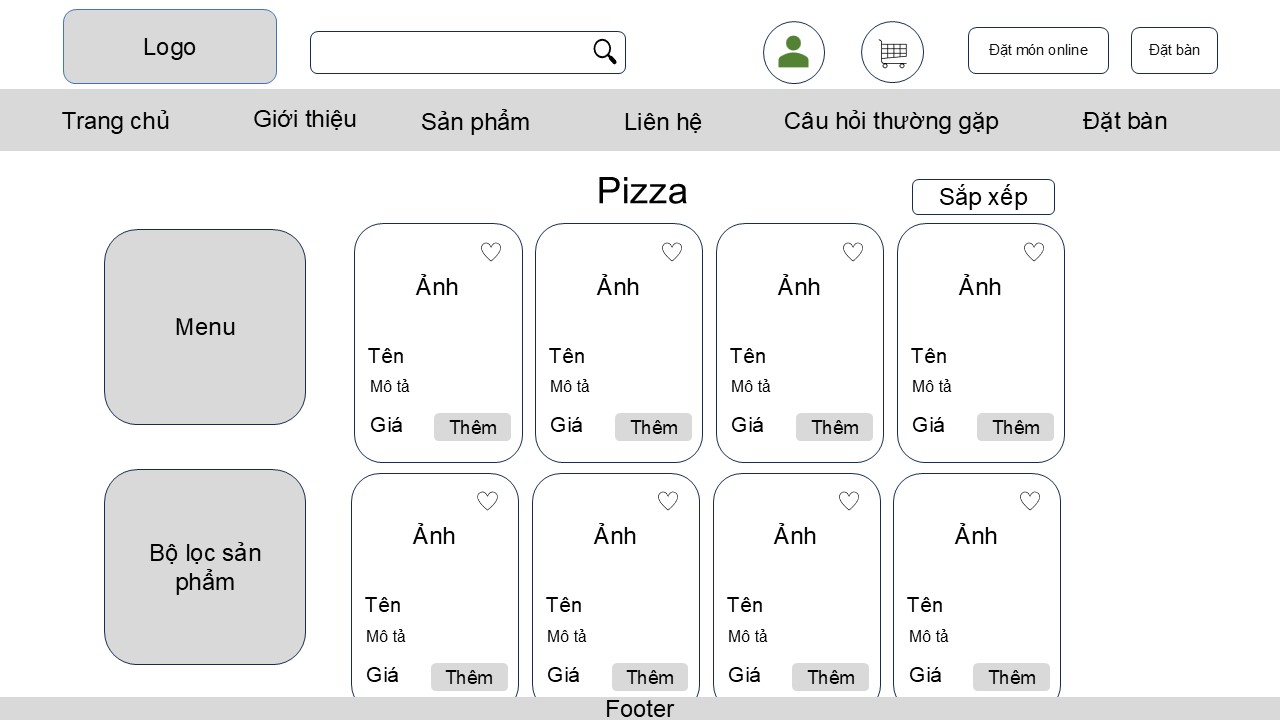 Logo
Đặt món online
Đặt bàn
Trang chủ
Giới thiệu
Sản phẩm
Liên hệ
Câu hỏi thường gặp
Đặt bàn
Pizza
Sắp xếp
Menu
Bộ lọc sản
phẩm
Ảnh
Tên
Mô tả
Giá
Thêm
Ảnh
Tên
Mô tả
Giá
Thêm
Ảnh
Tên
Mô tả
Giá
Thêm
Ảnh
Tên
Mô tả
Giá
Thêm
Ảnh
Tên
Mô tả
Giá
Thêm
Ảnh
Tên
Mô tả
Giá
Thêm
Ảnh
Tên
Mô tả
Giá
Thêm
Ảnh
Tên
Mô tả
Giá
Thêm
Footer